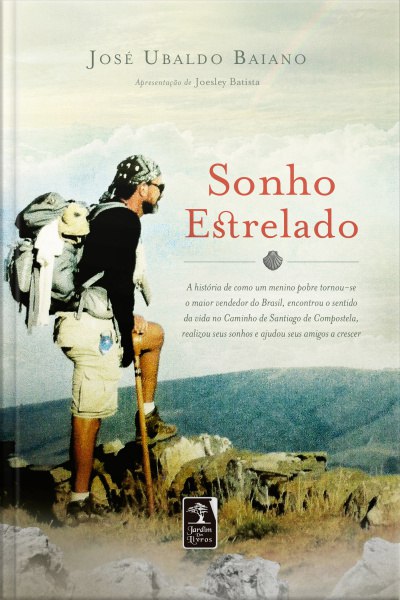 JOSÉ UBALDO BAIANO
Apresentação de Joesley Batista
Sonho
Estrelado
A história de como um menino pobre tornou-se
o maior vendedor do Brasil, encontrou o sentido
da vida no Caminho de Santiago de Compostela,
realizou seus sonhos e ajudou seus amigos a crescer
Jardim
dos
Livros